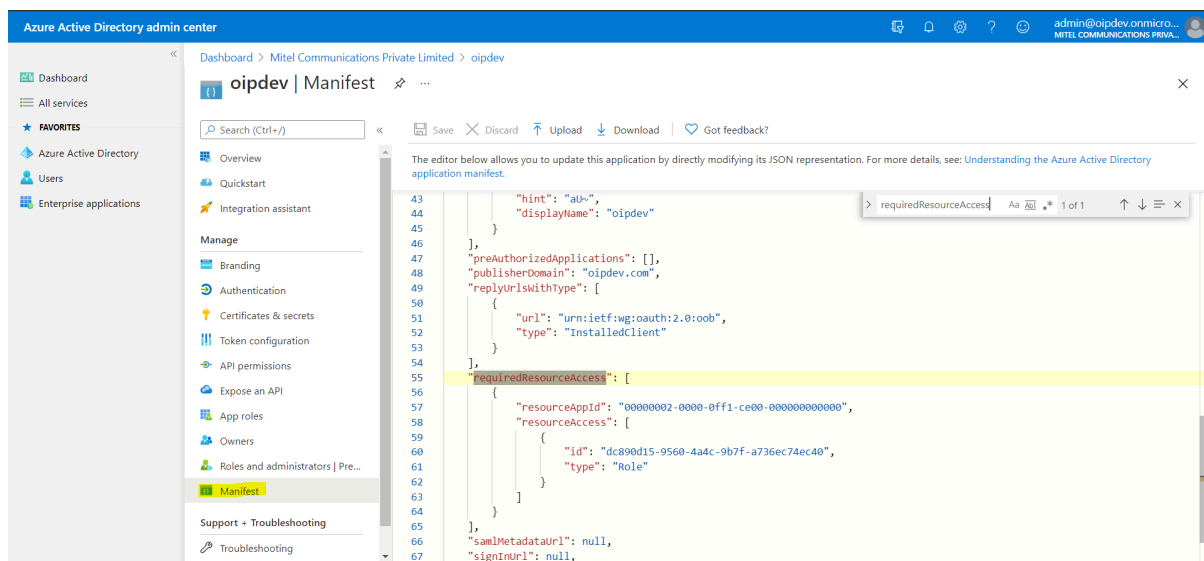 Azure Active Directory admin center
admin@oipdev.onmicro...
MITEL COMMUNICATIONS PRIVA...
Dashboard
All services
FAVORITES
Azure Active Directory
Users
Enterprise applications
Dashboard > Mitel Communications Private Limited > oipdev
oipdev | Manifest
Search (Ctrl+/)
Overview
Quickstart
Integration assistant
Manage
Branding
Authentication
Certificates & secrets
Token configuration
API permissions
Expose an API
App roles
Owners
Roles and administrators | Pre...
Manifest
Support + Troubleshooting
Troubleshooting
Save Discard Upload Download Got feedback?
The editor below allows you to update this application by directly modifying its JSON representation. For more details, see: Understanding the Azure Active Directory
application manifest.
requiredResourceAccess Aa Abl .* 1 of 1
43 "hint": "aU~",
44 "displayName": "oipdev"
45 }
46 ],
47 "preAuthorizedApplications": [],
48 "publisherDomain": "oipdev.com",
49 "replyUrlsWithType": [
50 {
51 "url": "urn:ietf:wg:oauth:2.0:oob",
52 "type": "InstalledClient"
53 }
54 ],
55 "requiredResourceAccess": [
56 {
57 "resourceAppId": "00000002-0000-0ff1-ce00-000000000000",
58 "resourceAccess": [
59 {
60 "id": "dc890d15-9560-4a4c-9b7f-a736ec74ec40",
61 "type": "Role"
62 }
63 ]
64 }
65 ],
66 "samlMetadataUrl": null,
67 "signInUrl": null,